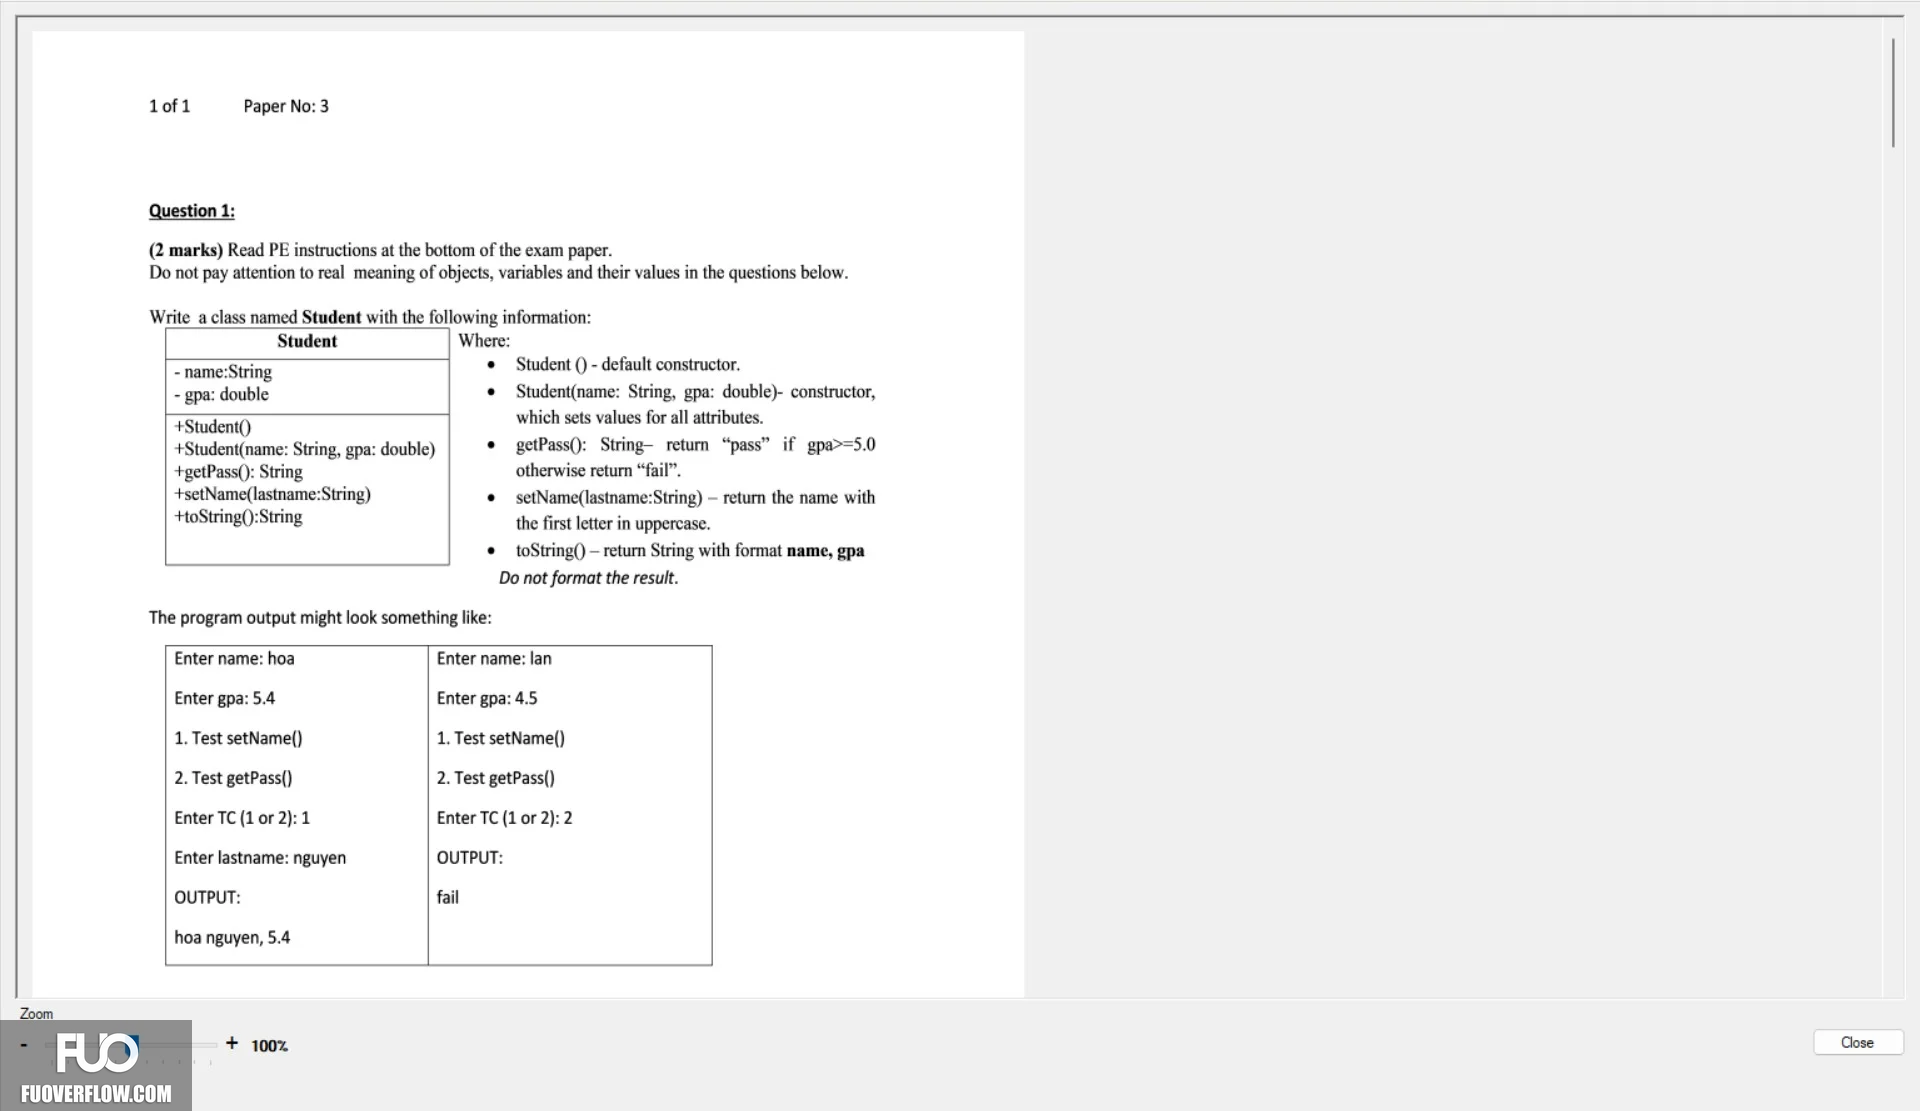 1 of 1 Paper No: 3
Question 1:
(2 marks) Read PE instructions at the bottom of the exam paper.
Do not pay attention to real meaning of objects, variables and their values in the questions below.
Write a class named Student with the following information:
Student
- name:String
- gpa: double
+Student()
+Student(name: String, gpa: double)
+getPass(): String
+setName(lastname:String)
+toString():String
Where:
• Student () - default constructor.
• Student(name: String, gpa: double)- constructor,
which sets values for all attributes.
• getPass(): String– return “pass” if gpa>=5.0
otherwise return “fail”.
• setName(lastname:String) – return the name with
the first letter in uppercase.
• toString() – return String with format name, gpa
Do not format the result.
The program output might look something like:
Enter name: hoa
Enter gpa: 5.4
1. Test setName()
2. Test getPass()
Enter TC (1 or 2): 1
Enter lastname: nguyen
OUTPUT:
hoa nguyen, 5.4
Enter name: lan
Enter gpa: 4.5
1. Test setName()
2. Test getPass()
Enter TC (1 or 2): 2
OUTPUT:
fail
Zoom
- + 100%
Close
FUO
FUOVERFLOW.COM